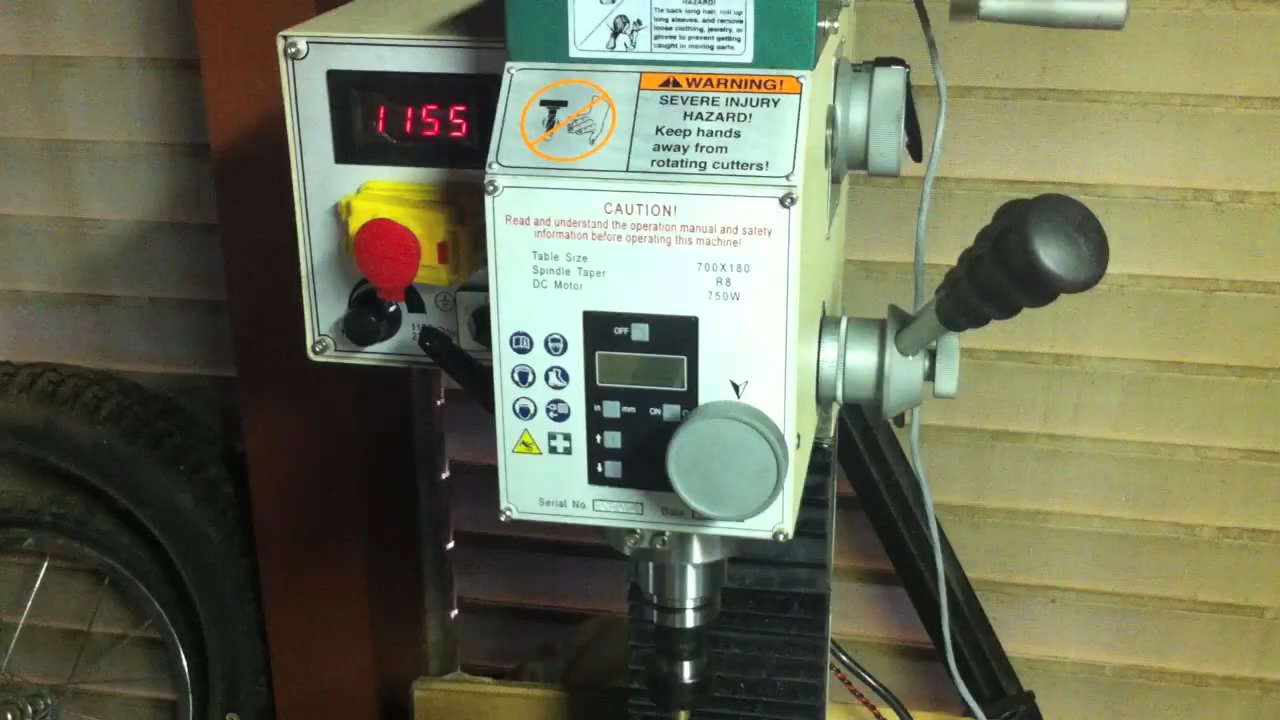 HAZARD!
Tie back long hair, roll up
long sleeves, and remove
loose clothing, jewelry, or
gloves to prevent getting
caught in moving parts.
1155
WARNING!
SEVERE INJURY
HAZARD!
Keep hands
away from
rotating cutters!
CAUTION!
Read and understand the operation manual and safety
information before operating this machine!
Table Size 700X180
Spindle Taper R8
DC Motor 750W
OFF
in mm ON
Serial No. Date